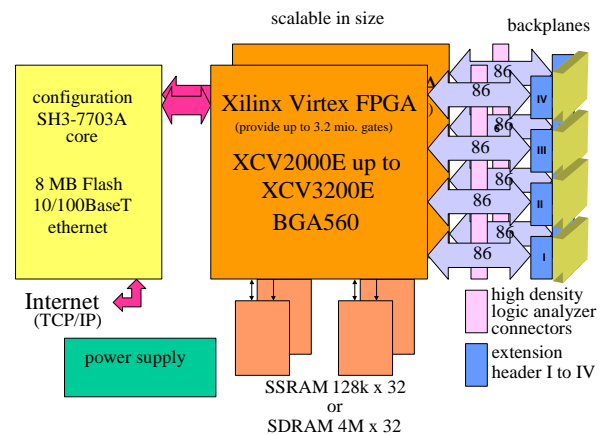 scalable in size
backplanes
configuration
SH3-7703A
core
8 MB Flash
10/100BaseT
ethernet
Internet
(TCP/IP)
power supply
Xilinx Virtex FPGA
(provide up to 3.2 mio. gates)
XCV2000E up to
XCV3200E
BGA560
86
86
86
86
86
86
86
86
IV
III
II
I
high density
logic analyzer
connectors
extension
header I to IV
SSRAM 128k x 32
or
SDRAM 4M x 32